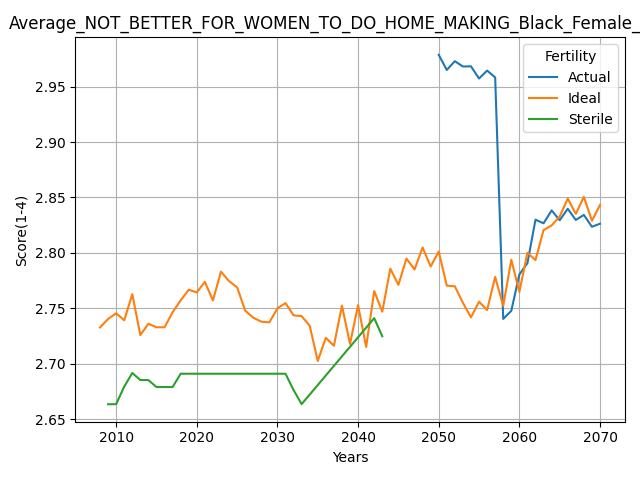 Average_NOT_BETTER_FOR_WOMEN_TO_DO_HOME_MAKING_Black_Female_
Fertility
Actual
Ideal
Sterile
Score(1-4)
2.95
2.90
2.85
2.80
2.75
2.70
2.65
2010 2020 2030 2040 2050 2060 2070
Years